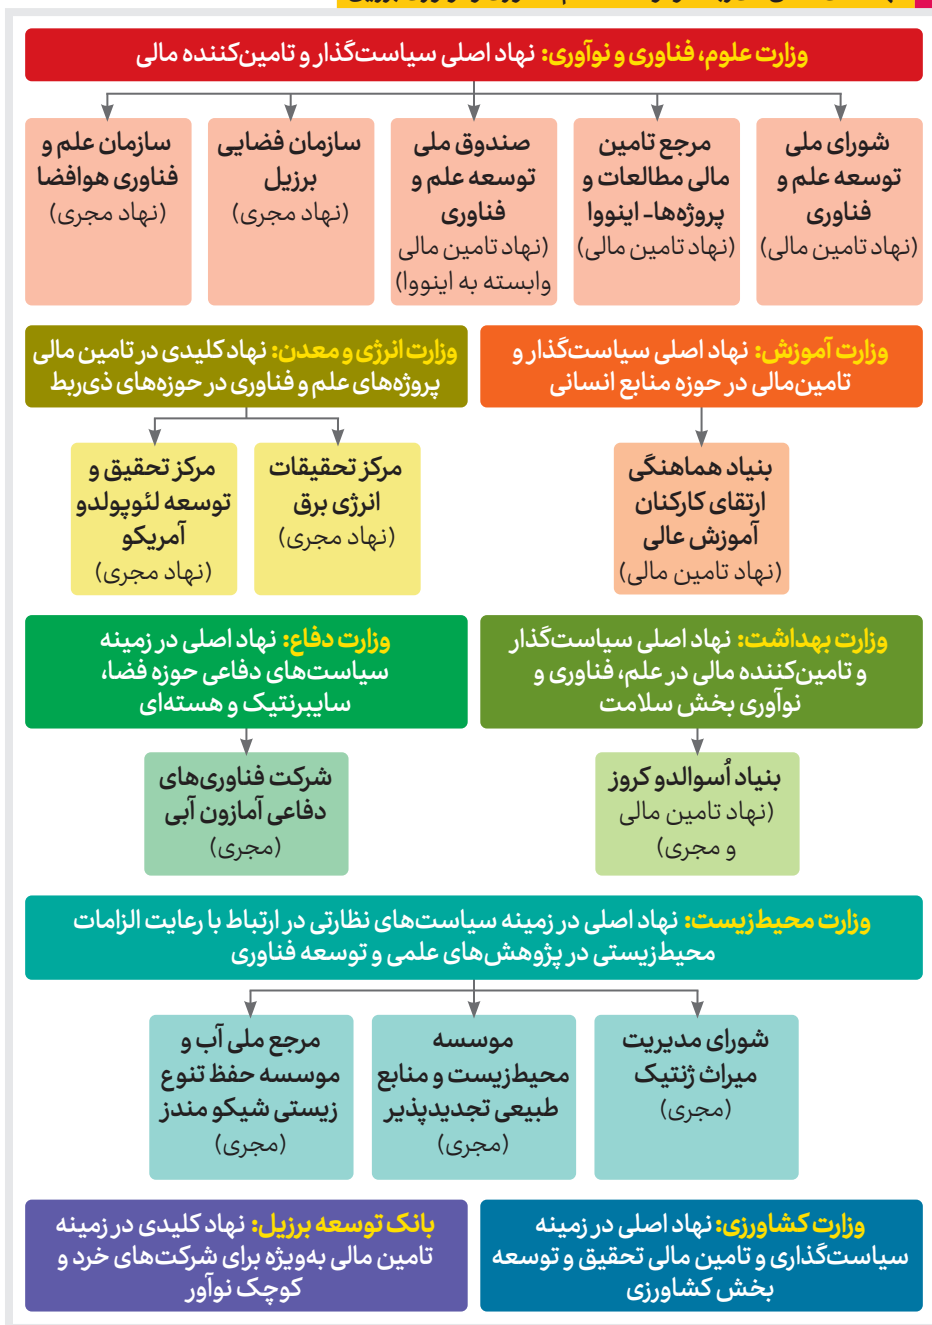 وزارت علوم، فناوری و نوآوری: نهاد اصلی سیاست‌گذار و تامین‌کننده مالی
شورای ملی
توسعه علم و
فناوری
(نهاد تامین مالی)
مرجع تامین
مالی مطالعات و
پروژه‌ها- اینووا
(نهاد تامین مالی)
صندوق ملی
توسعه علم و
فناوری
(نهاد تامین مالی
وابسته به اینووا)
سازمان فضایی
برزیل
(نهاد مجری)
سازمان علم و
فناوری هوافضا
(نهاد مجری)
وزارت آموزش: نهاد اصلی سیاست‌گذار و
تامین‌مالی در حوزه منابع انسانی
بنیاد هماهنگی
ارتقای کارکنان
آموزش عالی
(نهاد تامین مالی)
وزارت انرژی و معدن: نهاد کلیدی در تامین مالی
پروژه‌های علم و فناوری در حوزه‌های ذی‌ربط
مرکز تحقیقات
انرژی برق
(نهاد مجری)
مرکز تحقیق و
توسعه لئوپولدو
آمریکو
(نهاد مجری)
وزارت بهداشت: نهاد اصلی سیاست‌گذار
و تامین‌کننده مالی در علم، فناوری و
نوآوری بخش سلامت
بنیاد اُسوالدو کروز
(نهاد تامین مالی
و مجری)
وزارت دفاع: نهاد اصلی در زمینه
سیاست‌های دفاعی حوزه فضا،
سایبرنتیک و هسته‌ای
شرکت فناوری‌های
دفاعی آمازون آبی
(مجری)
وزارت محیط‌زیست: نهاد اصلی در زمینه سیاست‌های نظارتی در ارتباط با رعایت الزامات
محیط‌زیستی در پژوهش‌های علمی و توسعه فناوری
شورای مدیریت
میراث ژنتیک
(مجری)
موسسه
محیط‌زیست و منابع
طبیعی تجدیدپذیر
(مجری)
مرجع ملی آب و
موسسه حفظ تنوع
زیستی شیکو مندز
(مجری)
وزارت کشاورزی: نهاد اصلی در زمینه
سیاست‌گذاری و تامین مالی تحقیق و توسعه
بخش کشاورزی
بانک توسعه برزیل: نهاد کلیدی در زمینه
تامین مالی به‌ویژه برای شرکت‌های خرد و
کوچک نوآور